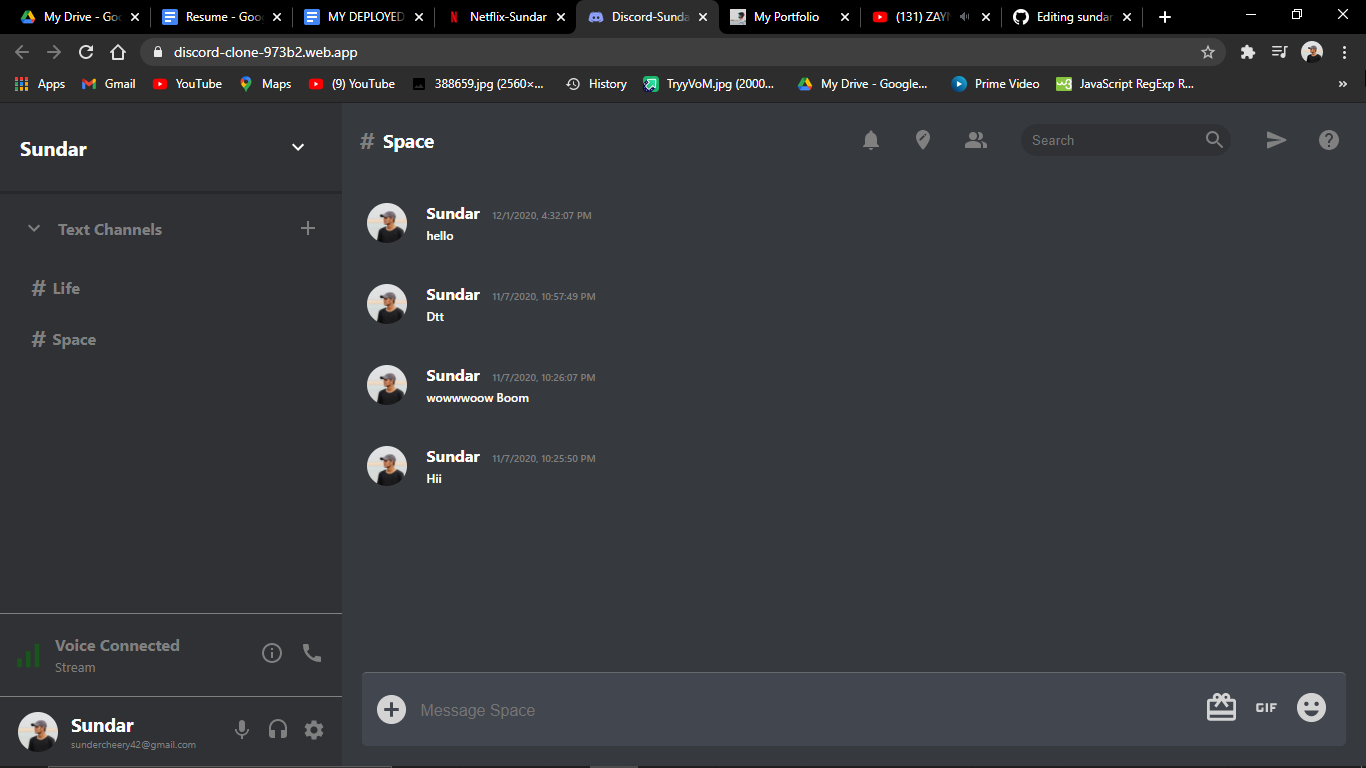 My Drive - Goo
Resume - Goo
MY DEPLOYED
Netflix-Sundar
Discord-Sunda
My Portfolio
(131) ZAYN
Editing sundar
discord-clone-973b2.web.app
Apps
Gmail
YouTube
Maps
(9) YouTube
388659.jpg (2560×...
History
TryyVoM.jpg (2000...
My Drive - Google...
Prime Video
JavaScript RegExp R...
»
Sundar
# Space
Search
Text Channels
# Life
# Space
Sundar 12/1/2020, 4:32:07 PM
hello
Sundar 11/7/2020, 10:57:49 PM
Dtt
Sundar 11/7/2020, 10:26:07 PM
wowwwoow Boom
Sundar 11/7/2020, 10:25:50 PM
Hii
Voice Connected
Stream
Sundar
sundercheery42@gmail.com
Message Space
GIF